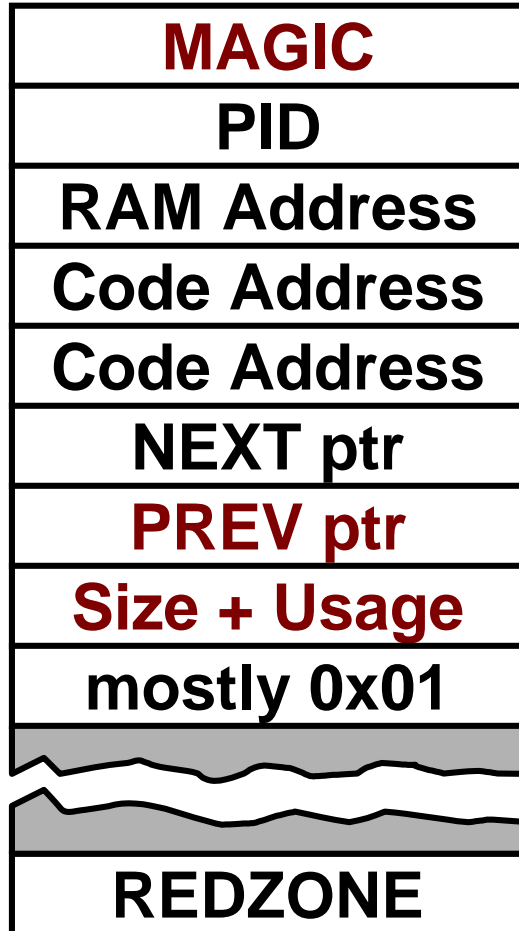 MAGIC
PID
RAM Address
Code Address
Code Address
NEXT ptr
PREV ptr
Size + Usage
mostly 0x01
REDZONE